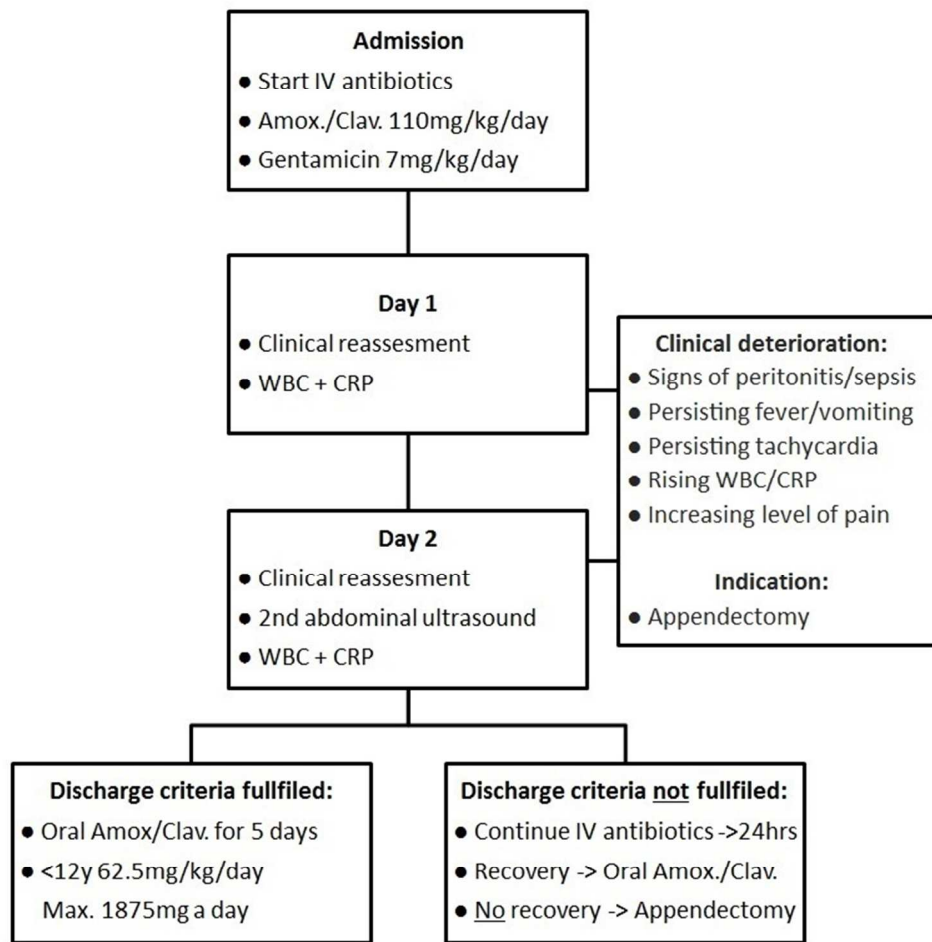 Admission
● Start IV antibiotics
● Amox./Clav. 110mg/kg/day
● Gentamicin 7mg/kg/day
Day 1
● Clinical reassesment
● WBC + CRP
Clinical deterioration:
● Signs of peritonitis/sepsis
● Persisting fever/vomiting
● Persisting tachycardia
● Rising WBC/CRP
● Increasing level of pain
Indication:
● Appendectomy
Day 2
● Clinical reassesment
● 2nd abdominal ultrasound
● WBC + CRP
Discharge criteria fullfiled:
● Oral Amox/Clav. for 5 days
● <12y 62.5mg/kg/day
Max. 1875mg a day
Discharge criteria not fullfiled:
● Continue IV antibiotics ->24hrs
● Recovery -> Oral Amox./Clav.
● No recovery -> Appendectomy